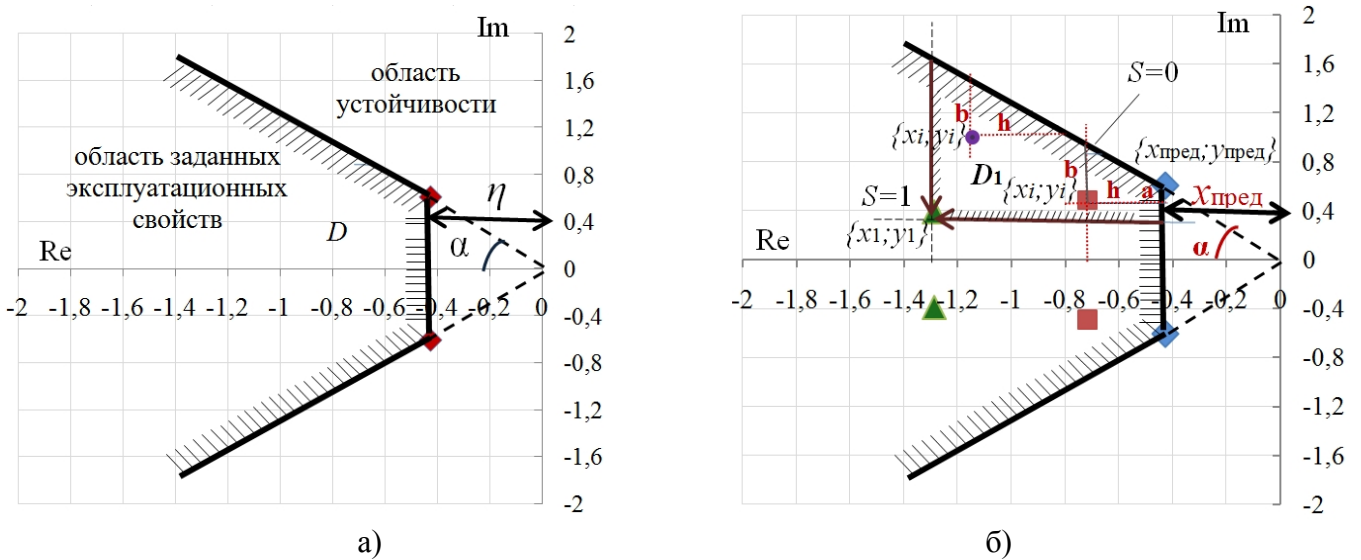 Im
область
устойчивости
область заданных
эксплуатационных
свойств
D
η
α
Re
2
1,6
1,2
0,8
0,4
0
-0,4
-0,8
-1,2
-1,6
-2
-2 -1,8 -1,6 -1,4 -1,2 -1 -0,8 -0,6 -0,4 -0,2 0
а)
Im
S=0
b
h
{xi;yi}
{xпред;yпред}
b
D1
{xi;yi}
h
a
S=1
xпред
{x1;y1}
α
Re
2
1,6
1,2
0,8
0,4
0
-0,4
-0,8
-1,2
-1,6
-2
-2 -1,8 -1,6 -1,4 -1,2 -1 -0,8 -0,6 -0,4 -0,2 0
б)